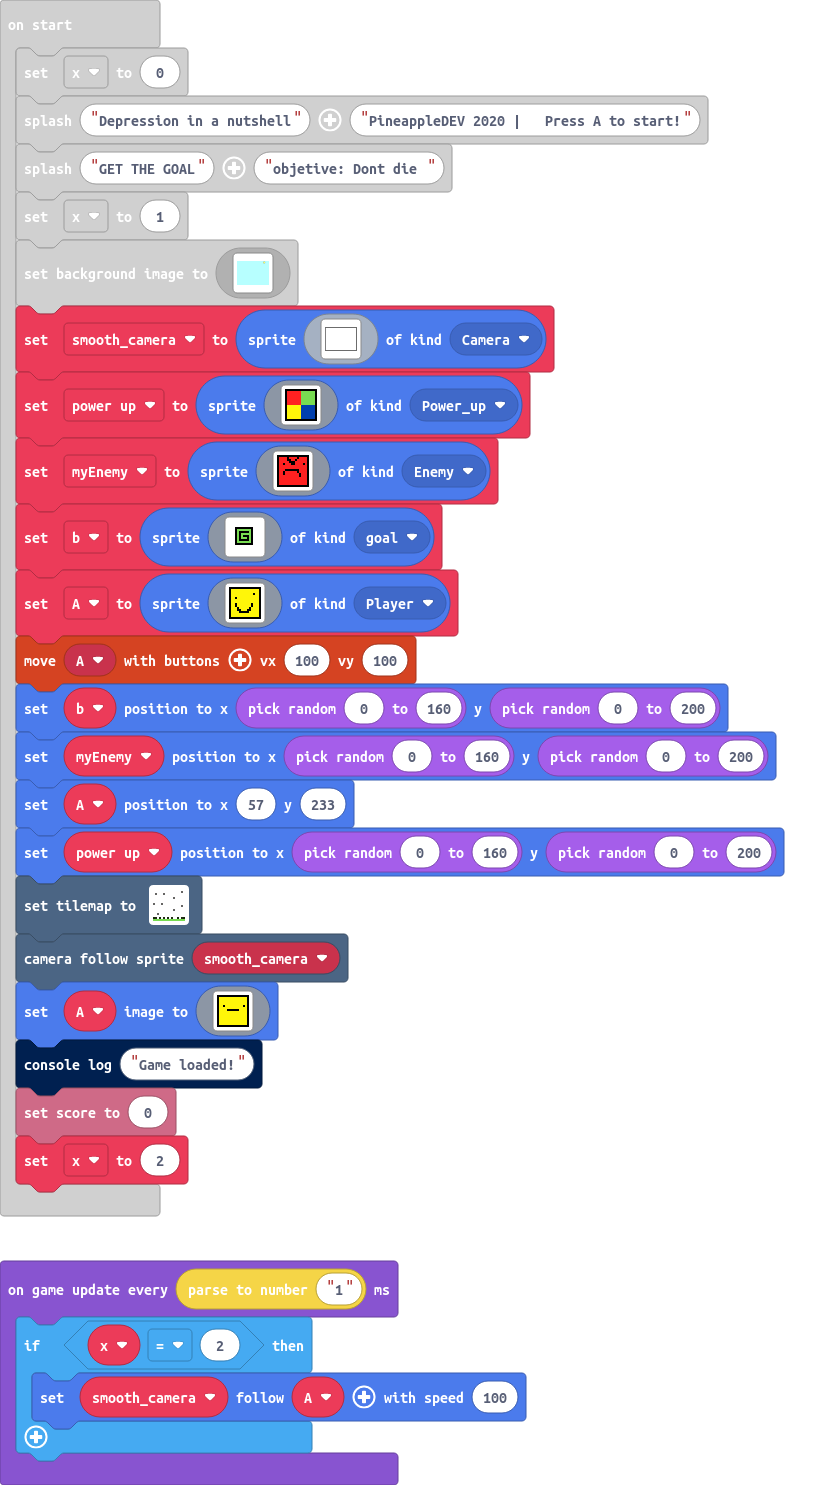 on start
set x to 0
splash "Depression in a nutshell" "PineappleDEV 2020 |   Press A to start!"
splash "GET THE GOAL" "objetive: Dont die "
set x to 1
set background image to
set smooth_camera to sprite of kind Camera
set power up to sprite of kind Power_up
set myEnemy to sprite of kind Enemy
set b to sprite G of kind goal
set A to sprite of kind Player
move A with buttons vx 100 vy 100
set b position to x pick random 0 to 160 y pick random 0 to 200
set myEnemy position to x pick random 0 to 160 y pick random 0 to 200
set A position to x 57 y 233
set power up position to x pick random 0 to 160 y pick random 0 to 200
set tilemap to
camera follow sprite smooth_camera
set A image to
console log "Game loaded!"
set score to 0
set x to 2
on game update every parse to number "1" ms
if x = 2 then
set smooth_camera follow A with speed 100